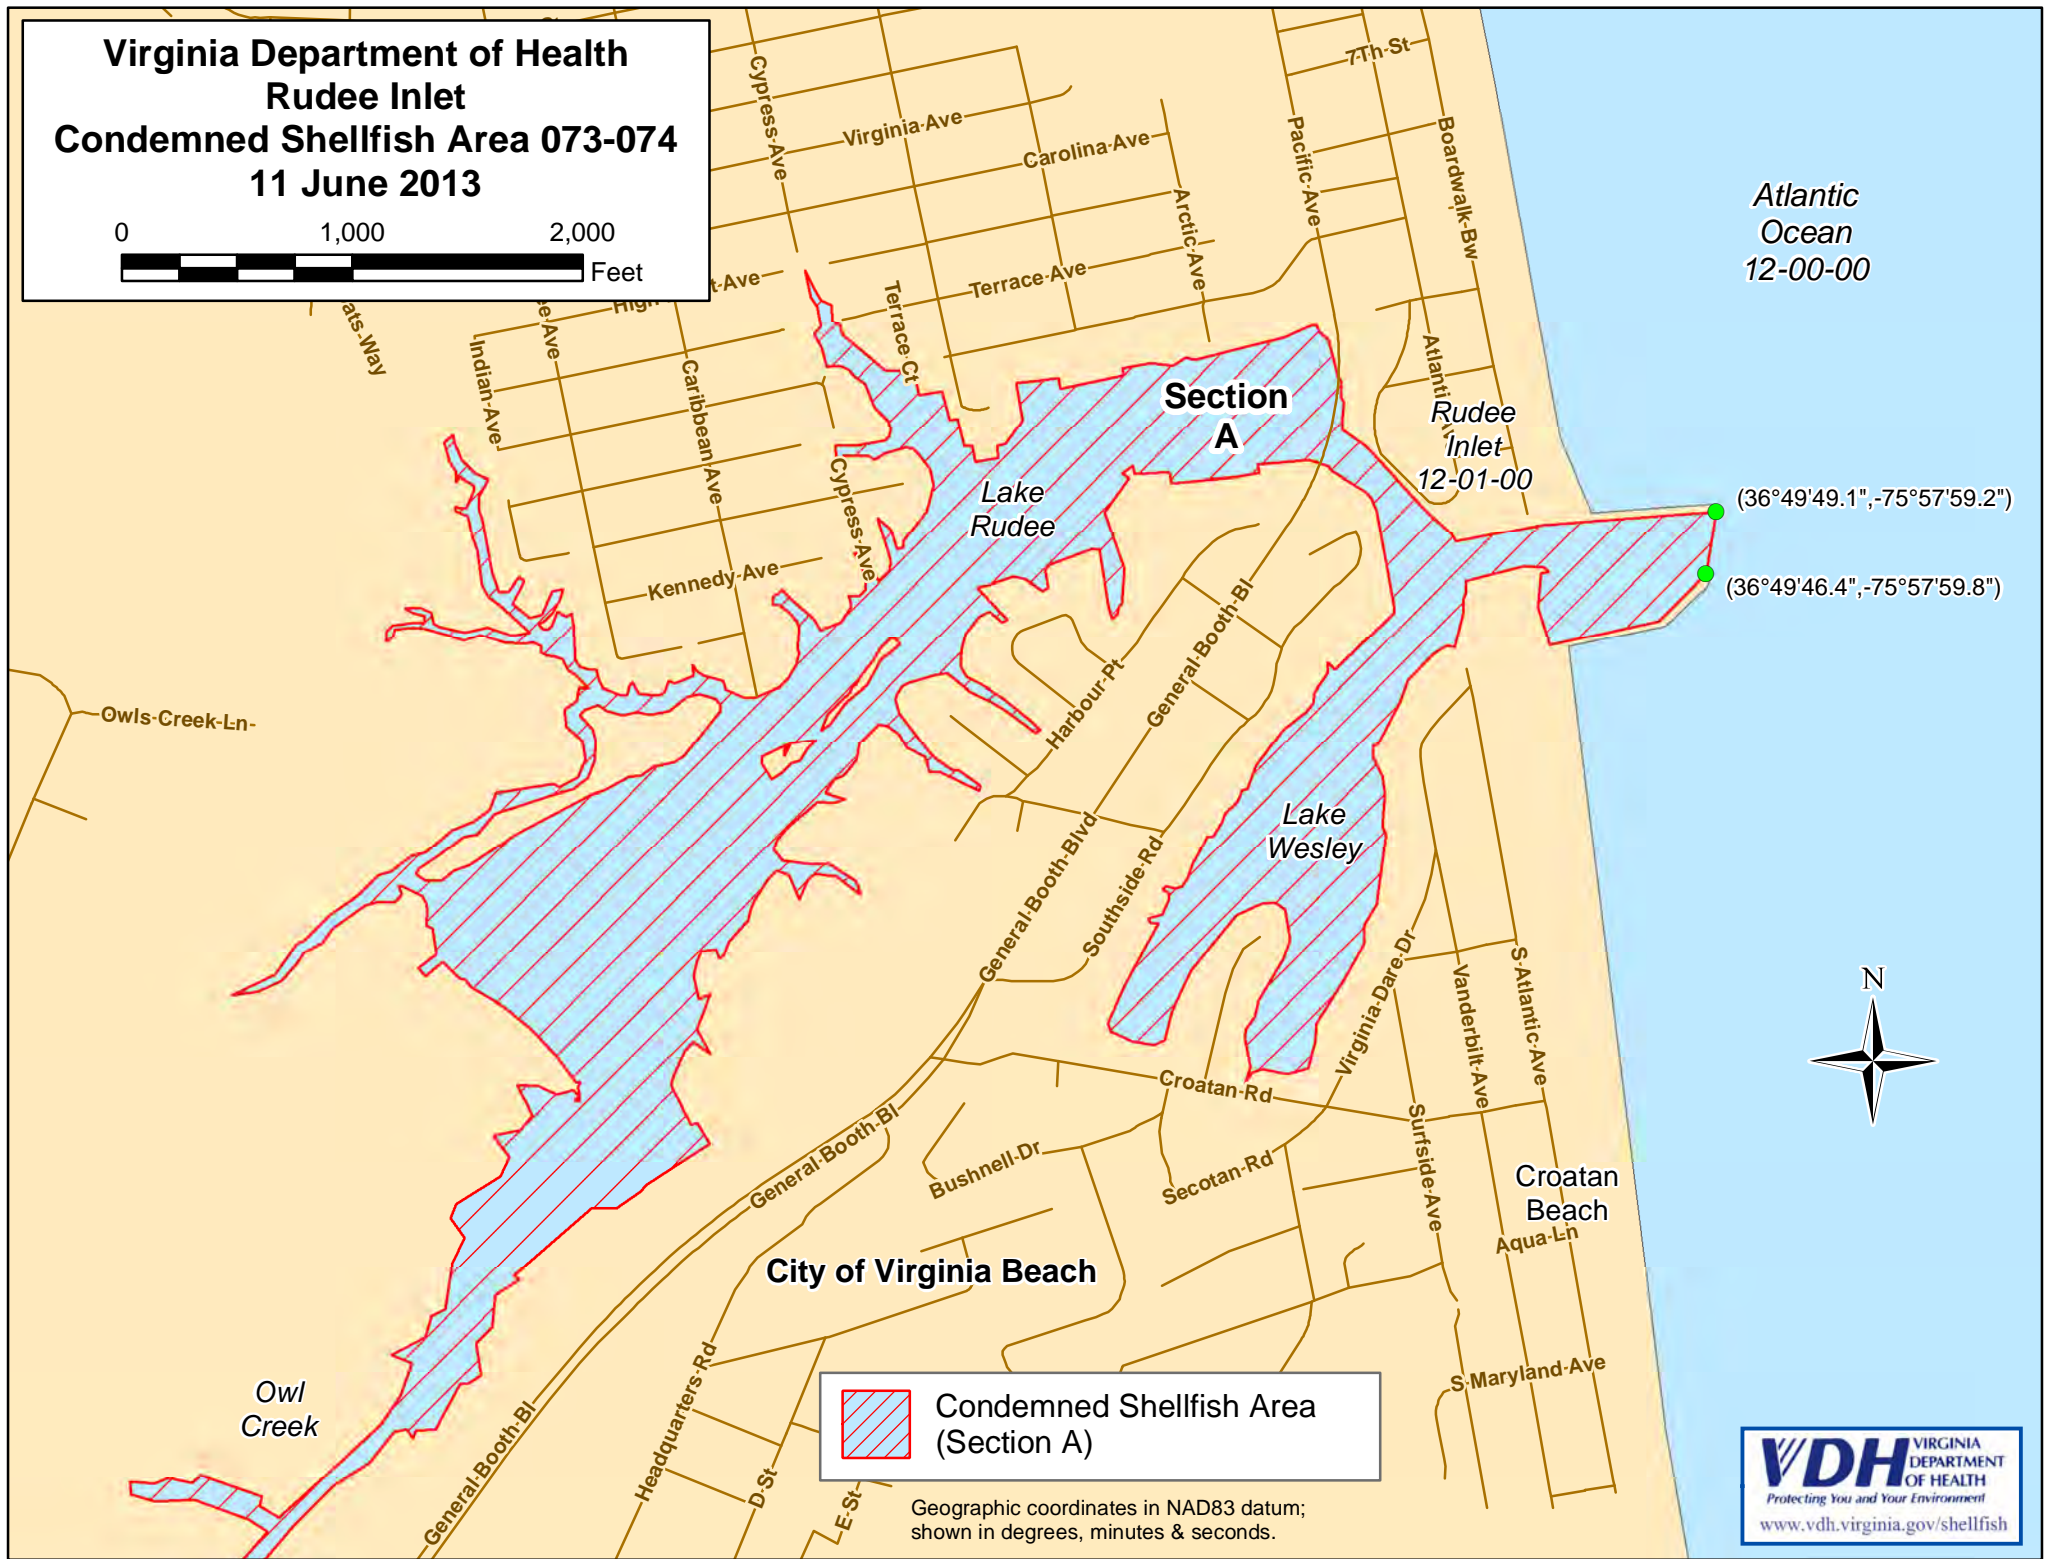 Virginia Department of Health
Rudee Inlet
Condemned Shellfish Area 073-074
11 June 2013
0 1,000 2,000
Feet
Cypress Ave
Virginia Ave
Carolina Ave
7Th St
Pacific Ave
Boardwalk Bw
Arctic Ave
Terrace Ave
Terrace Ct
High
t Ave
ee Ave
ats Way
Indian Ave
Caribbean Ave
Cypress Ave
Kennedy Ave
Atlanti
Atlantic
Ocean
12-00-00
Section
A
Rudee
Inlet
12-01-00
(36°49'49.1",-75°57'59.2")
(36°49'46.4",-75°57'59.8")
Lake
Rudee
Owls Creek Ln
Harbour Pt
General Booth Bl
General Booth Blvd
Southside Rd
Lake
Wesley
Virginia Dare Dr
Vanderbilt Ave
S Atlantic Ave
N
Croatan Rd
General Booth Bl
Bushnell Dr
Secotan Rd
Surfside Ave
Croatan
Beach
Aqua Ln
City of Virginia Beach
S Maryland Ave
Owl
Creek
General Booth Bl
Headquarters Rd
D St
E St
Condemned Shellfish Area
(Section A)
Geographic coordinates in NAD83 datum;
shown in degrees, minutes & seconds.
VDH
VIRGINIA
DEPARTMENT
OF HEALTH
Protecting You and Your Environment
www.vdh.virginia.gov/shellfish